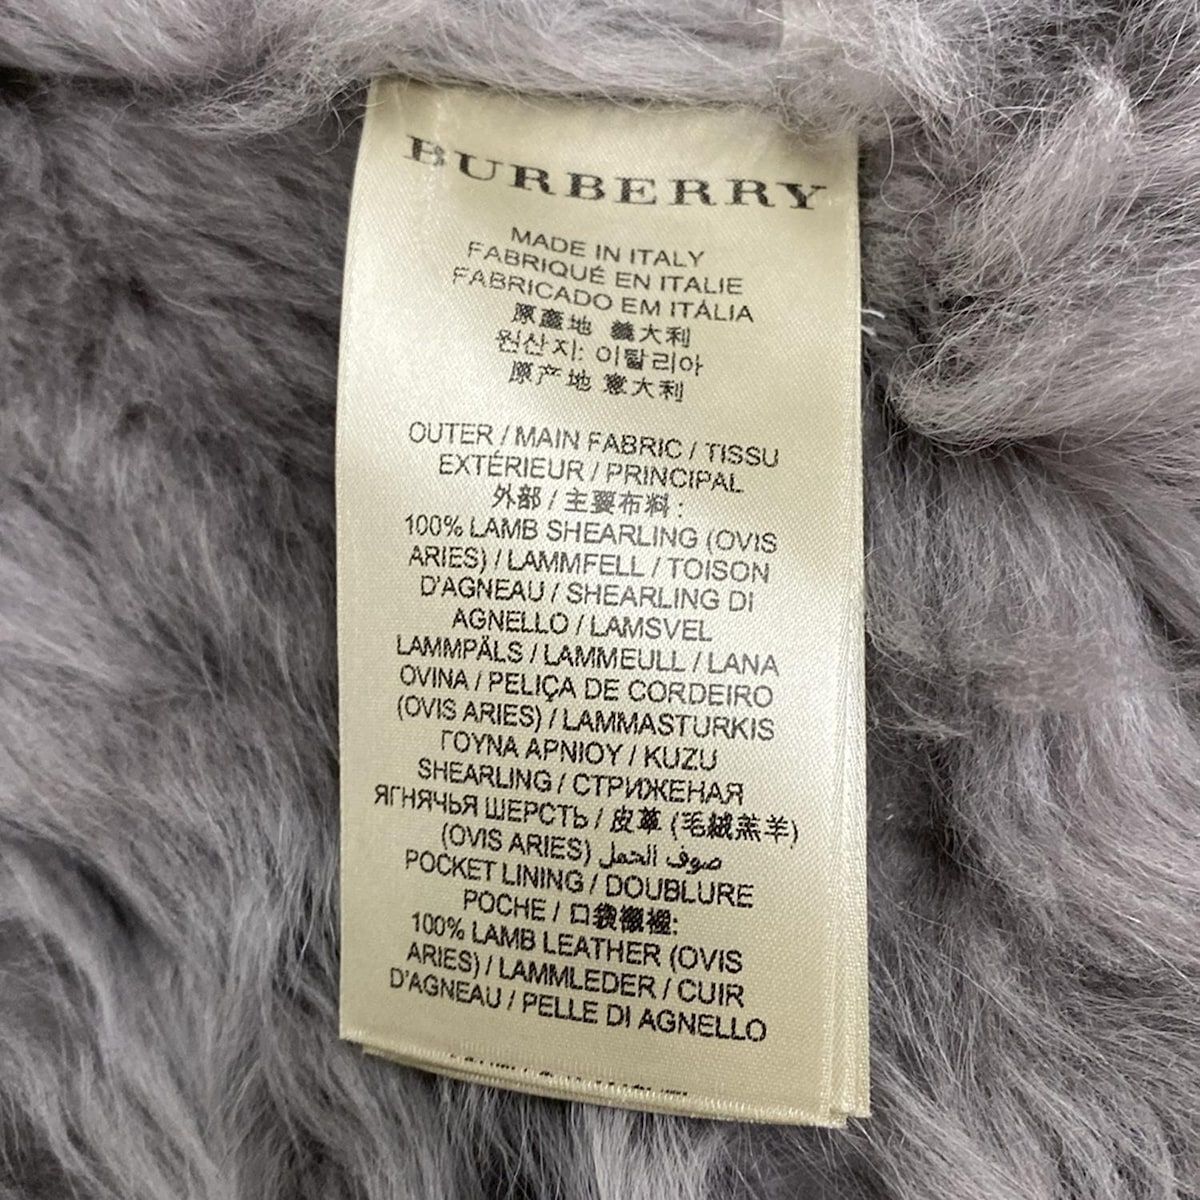 BURBERRY
MADE IN ITALY
FABRIQUÉ EN ITALIE
FABRICADO EM ITÁLIA
原產地 義大利
원산지: 이탈리아
原产地 意大利
OUTER / MAIN FABRIC / TISSU
EXTÉRIEUR / PRINCIPAL
外部 / 主要布料 :
100% LAMB SHEARLING (OVIS
ARIES) / LAMMFELL / TOISON
D'AGNEAU / SHEARLING DI
AGNELLO / LAMSVEL
LAMMPÄLS / LAMMEULL / LANA
OVINA / PELIÇA DE CORDEIRO
(OVIS ARIES) / LAMMASTURKIS
ΓΟΥΝΑ ΑΡΝΙΟΥ / KUZU
SHEARLING / СТРИЖЕНАЯ
ЯГНЯЧЬЯ ШЕРСТЬ / 皮草 (毛絨羔羊)
(OVIS ARIES) صوف الحمل
POCKET LINING / DOUBLURE
POCHE / 口袋襯裡:
100% LAMB LEATHER (OVIS
ARIES) / LAMMLEDER / CUIR
D'AGNEAU / PELLE DI AGNELLO